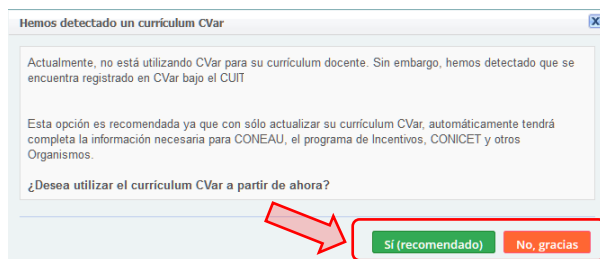 Hemos detectado un currículum CVar
Actualmente, no está utilizando CVar para su currículum docente. Sin embargo, hemos detectado que se
encuentra registrado en CVar bajo el CUIT
Esta opción es recomendada ya que con sólo actualizar su currículum CVar, automáticamente tendrá
completa la información necesaria para CONEAU, el programa de Incentivos, CONICET y otros
Organismos.
¿Desea utilizar el currículum CVar a partir de ahora?
Sí (recomendado) No, gracias